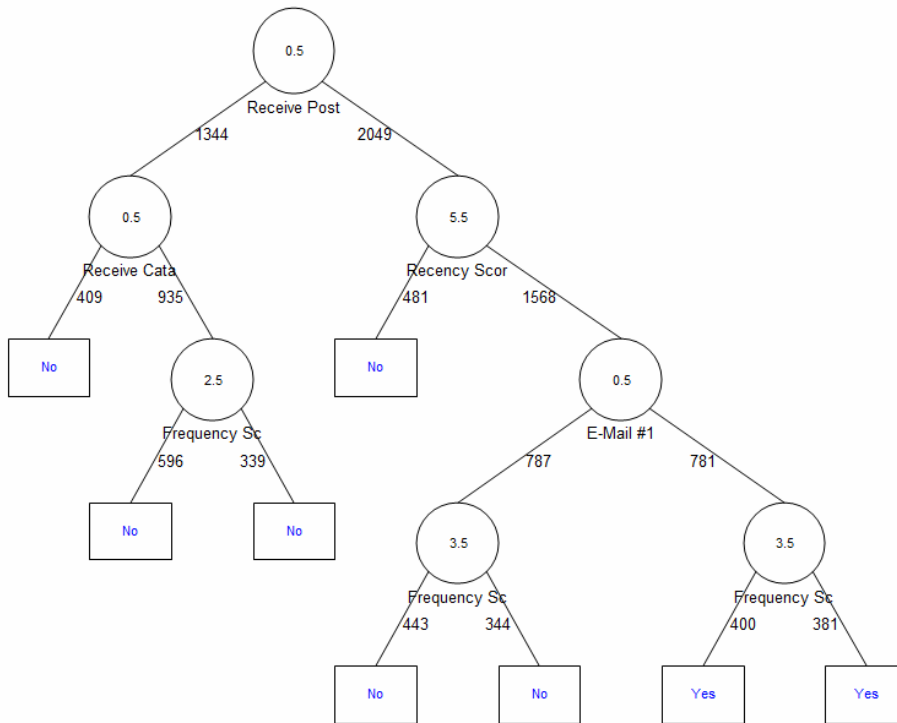 0.5
Receive Post
1344 2049
0.5 5.5
Receive Cata Recency Scor
409 935 481 1568
No 2.5 No 0.5
Frequency Sc E-Mail #1
596 339 787 781
No No 3.5 3.5
Frequency Sc Frequency Sc
443 344 400 381
No No Yes Yes